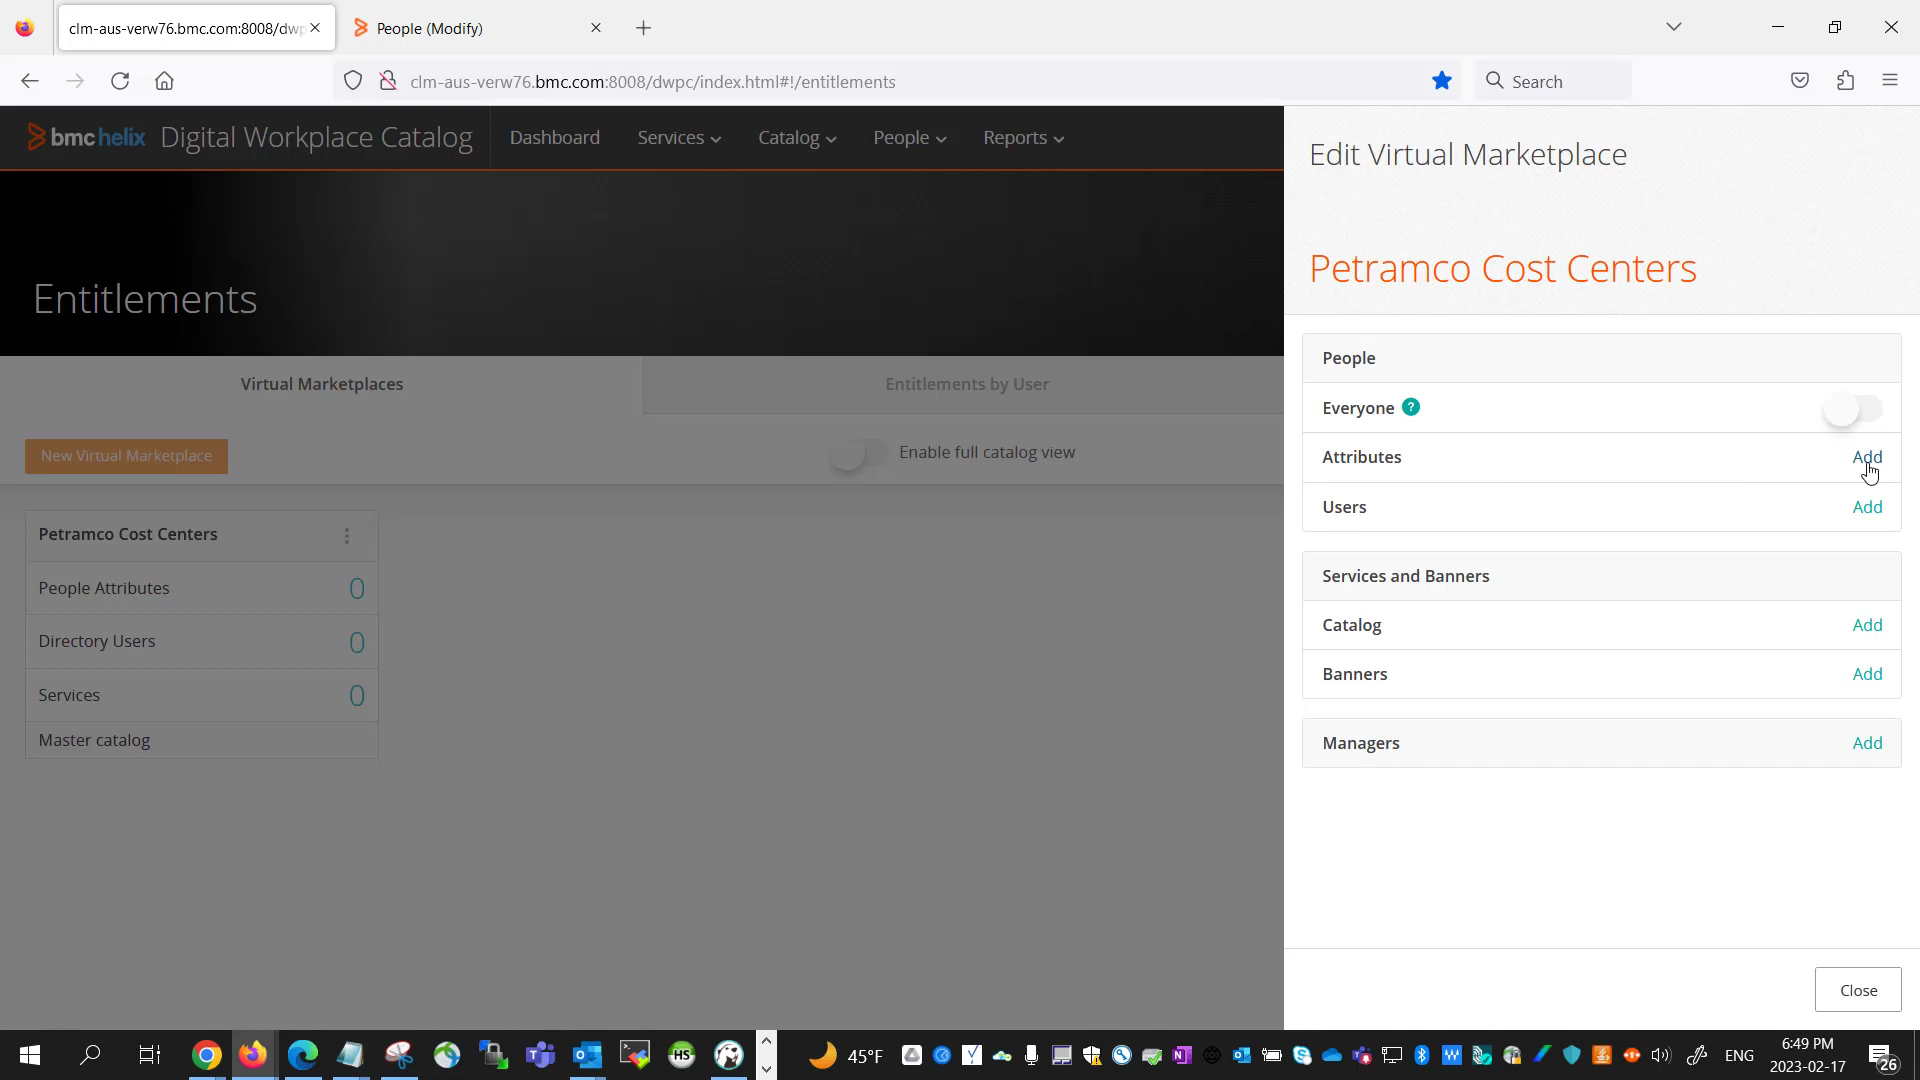 clm-aus-verw76.bmc.com:8008/dwp
People (Modify)
clm-aus-verw76.bmc.com:8008/dwpc/index.html#!/entitlements
Search
bmc helix Digital Workplace Catalog
Dashboard
Services
Catalog
People
Reports
Entitlements
Virtual Marketplaces
Entitlements by User
New Virtual Marketplace
Enable full catalog view
Petramco Cost Centers
People Attributes 0
Directory Users 0
Services 0
Master catalog
Edit Virtual Marketplace
Petramco Cost Centers
People
Everyone ?
Attributes Add
Users Add
Services and Banners
Catalog Add
Banners Add
Managers Add
Close
HS
45°F
ENG
6:49 PM
2023-02-17
26